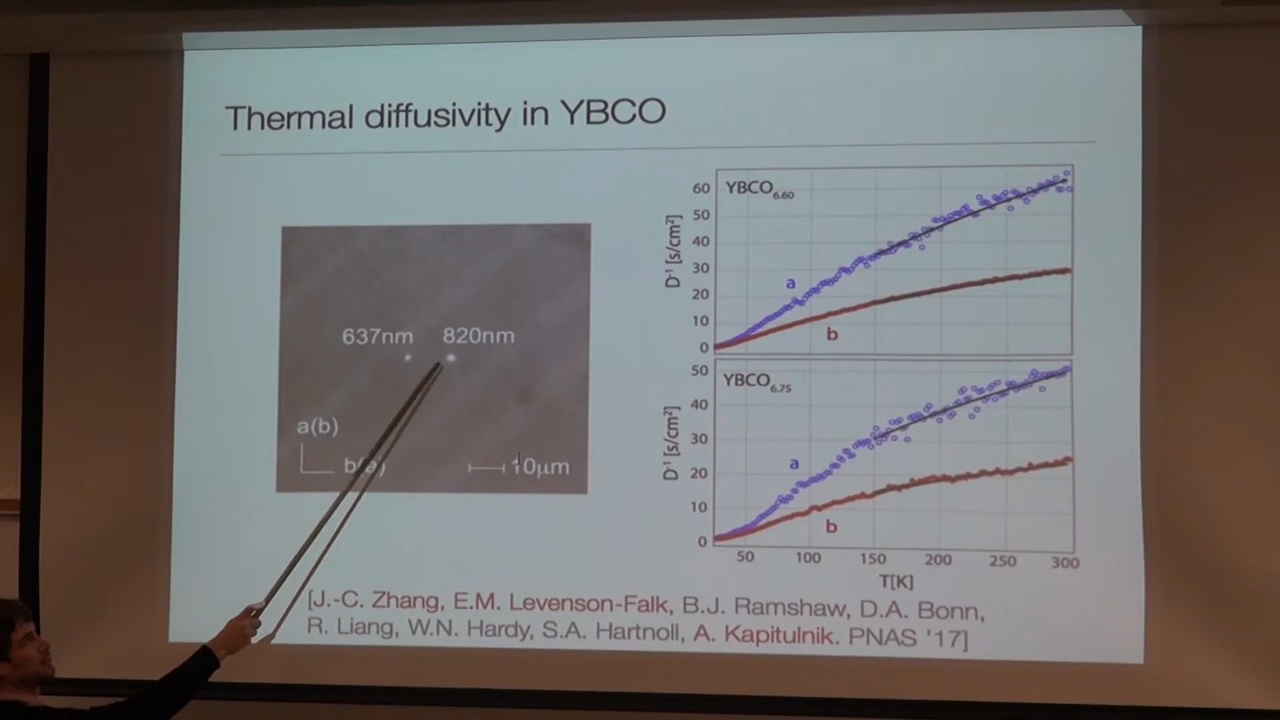 Thermal diffusivity in YBCO
637nm 820nm
a(b)
b(a)
10μm
D⁻¹ [s/cm²]
60
50
40
30
20
10
0
YBCO₆.₆₀
a
b
D⁻¹ [s/cm²]
50
40
30
20
10
0
YBCO₆.₇₅
a
b
50 100 150 200 250 300
T[K]
[J.-C. Zhang, E.M. Levenson-Falk, B.J. Ramshaw, D.A. Bonn,
R. Liang, W.N. Hardy, S.A. Hartnoll, A. Kapitulnik. PNAS '17]